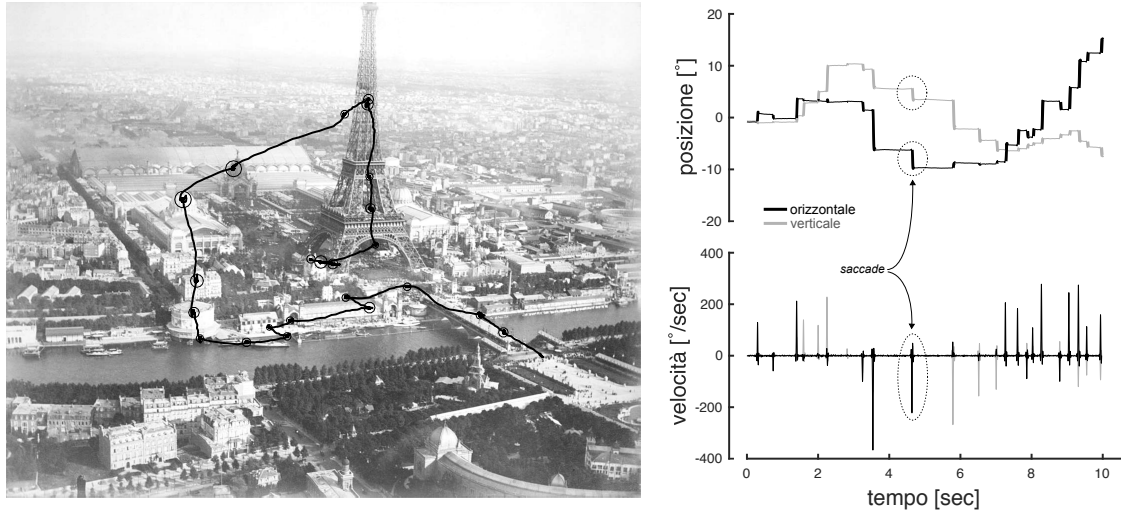 20
10
0
-10
-20
posizione [˚]
orizzontale
verticale
saccade
400
200
0
-200
-400
velocità [˚/sec]
0 2 4 6 8 10
tempo [sec]